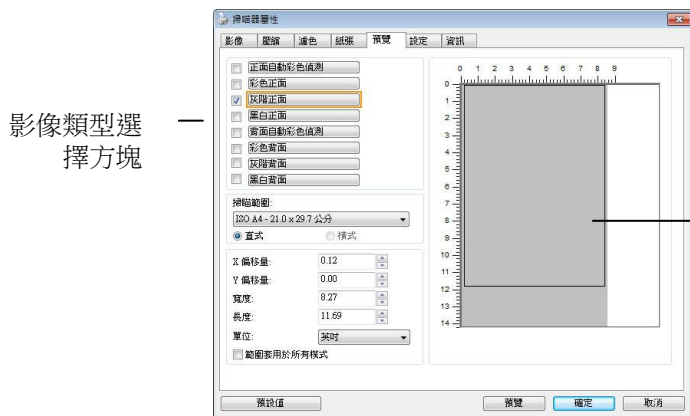 掃瞄器屬性
影像 壓縮 濾色 紙張 預覽 設定 資訊
正面自動彩色偵測
彩色正面
灰階正面
黑白正面
背面自動彩色偵測
彩色背面
灰階背面
黑白背面
影像類型選
擇方塊
掃瞄範圍:
ISO A4 - 21.0 x 29.7 公分
直式 橫式
X 偏移量: 0.12
Y 偏移量: 0.00
寬度: 8.27
長度: 11.69
單位: 英吋
範圍套用於所有模式
0 1 2 3 4 5 6 7 8 9
0
1
2
3
4
5
6
7
8
9
10
11
12
13
14
預設值 預覽 確定 取消